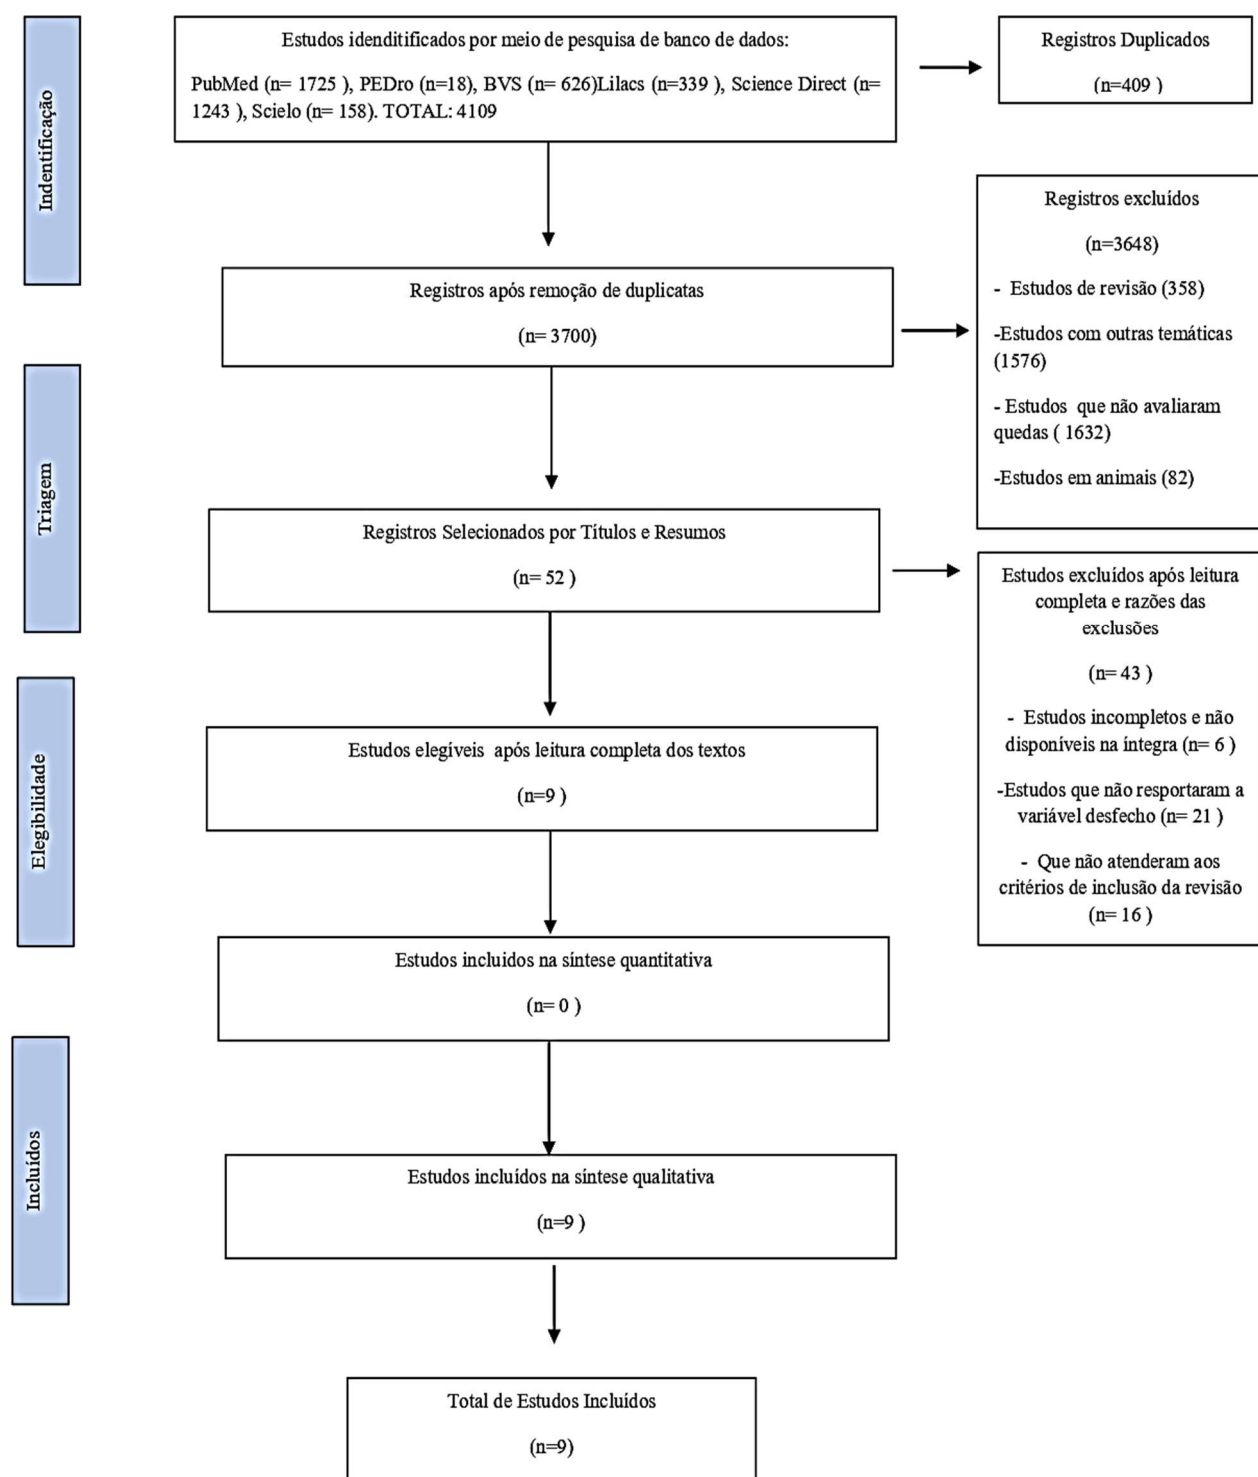 Indentificação
Estudos idenditificados por meio de pesquisa de banco de dados:
PubMed (n= 1725 ), PEDro (n=18), BVS (n= 626)Lilacs (n=339 ), Science Direct (n=
1243 ), Scielo (n= 158). TOTAL: 4109
Registros Duplicados
(n=409 )
Registros após remoção de duplicatas
(n= 3700)
Registros excluídos
(n=3648)
- Estudos de revisão (358)
-Estudos com outras temáticas
(1576)
- Estudos que não avaliaram
quedas ( 1632)
-Estudos em animais (82)
Triagem
Registros Selecionados por Títulos e Resumos
(n= 52 )
Estudos excluídos após leitura
completa e razões das
exclusões
(n= 43 )
- Estudos incompletos e não
disponíveis na íntegra (n= 6 )
-Estudos que não resportaram a
variável desfecho (n= 21 )
- Que não atenderam aos
critérios de inclusão da revisão
(n= 16 )
Elegibilidade
Estudos elegíveis após leitura completa dos textos
(n=9 )
Estudos incluidos na síntese quantitativa
(n= 0 )
Incluídos
Estudos incluídos na síntese qualitativa
(n=9 )
Total de Estudos Incluídos
(n=9)